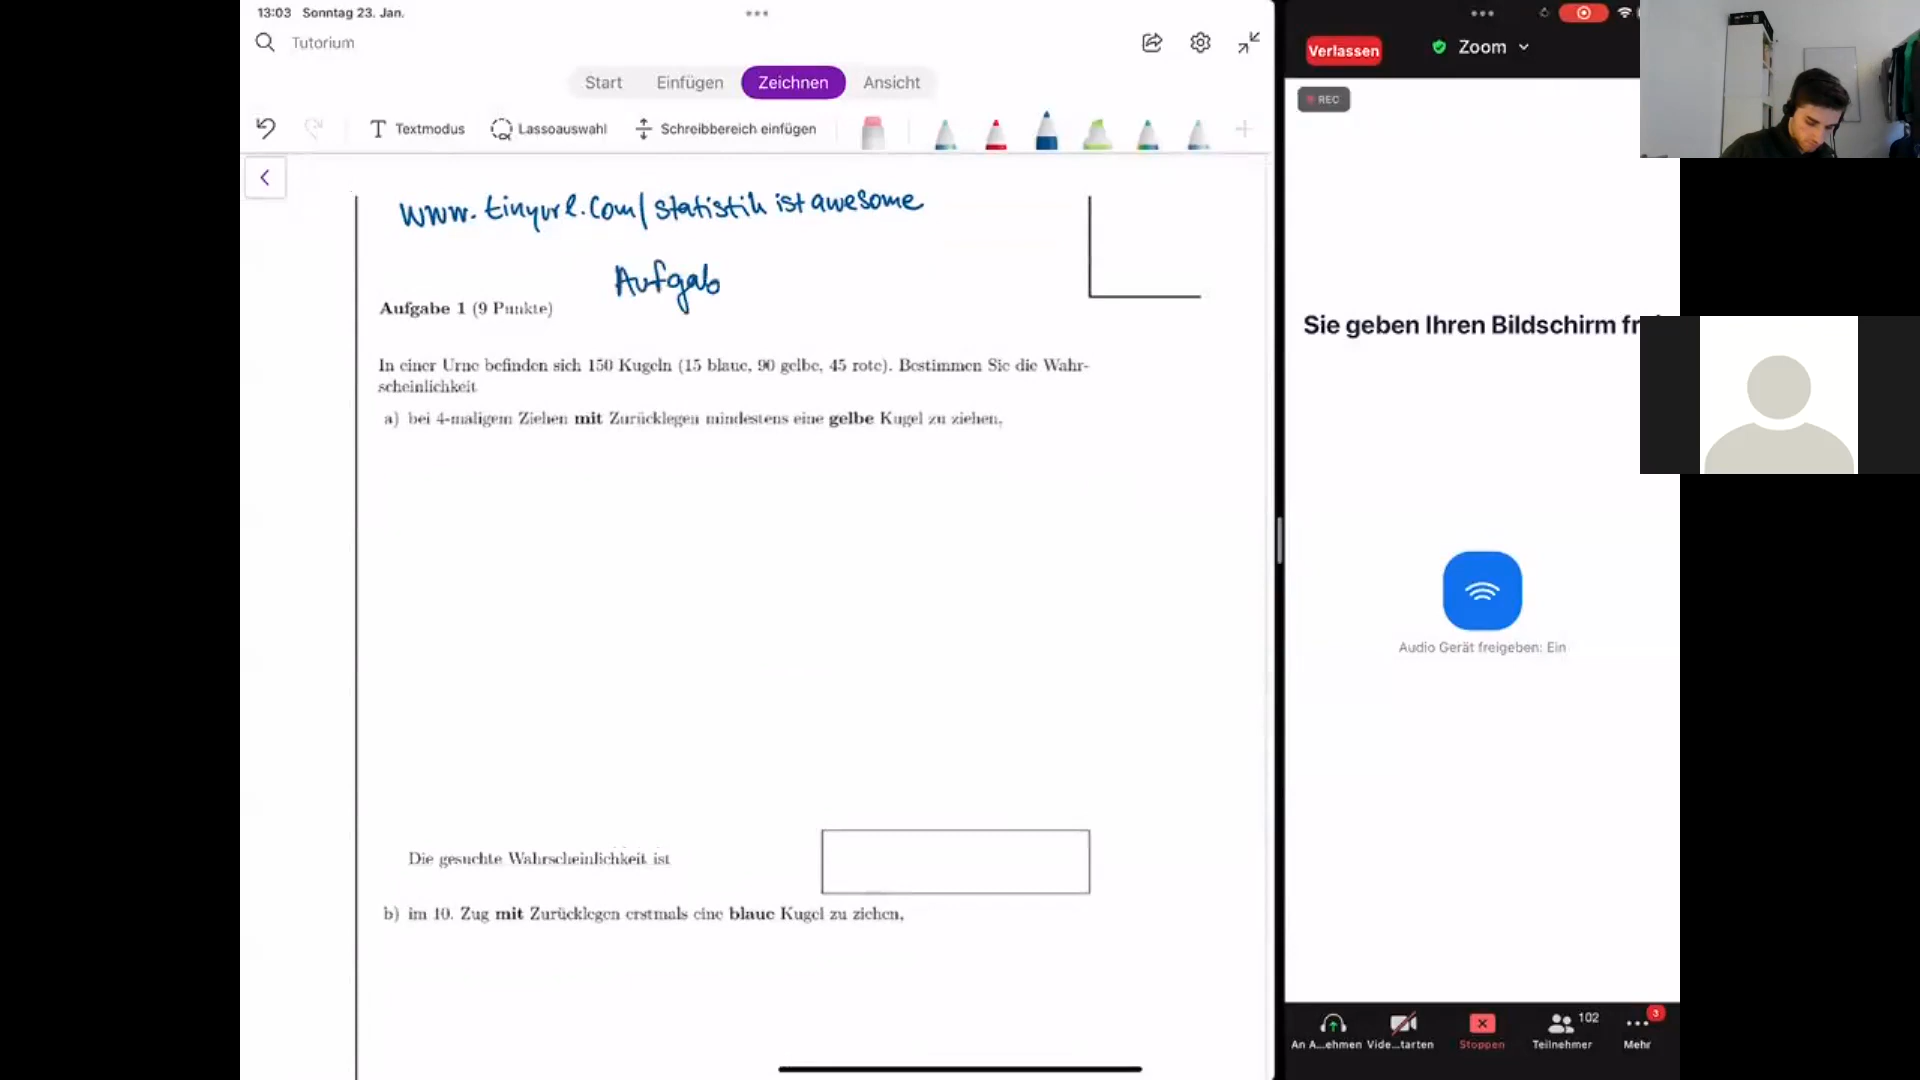 13:03 Sonntag 23. Jan.
Tutorium
Start Einfügen Zeichnen Ansicht
Textmodus Lassoauswahl Schreibbereich einfügen
www.tinyurl.com/statistik ist awesome
Aufgab
Aufgabe 1 (9 Punkte)
In einer Urne befinden sich 150 Kugeln (15 blaue, 90 gelbe, 45 rote). Bestimmen Sie die Wahr-
scheinlichkeit
a) bei 4-maligem Ziehen mit Zurücklegen mindestens eine gelbe Kugel zu ziehen,
Die gesuchte Wahrscheinlichkeit ist
b) im 10. Zug mit Zurücklegen erstmals eine blaue Kugel zu ziehen,
Verlassen Zoom
REC
Sie geben Ihren Bildschirm
Audio Gerät freigeben: Ein
102 3
An A...ehmen Vide...tarten Stoppen Teilnehmer Mehr